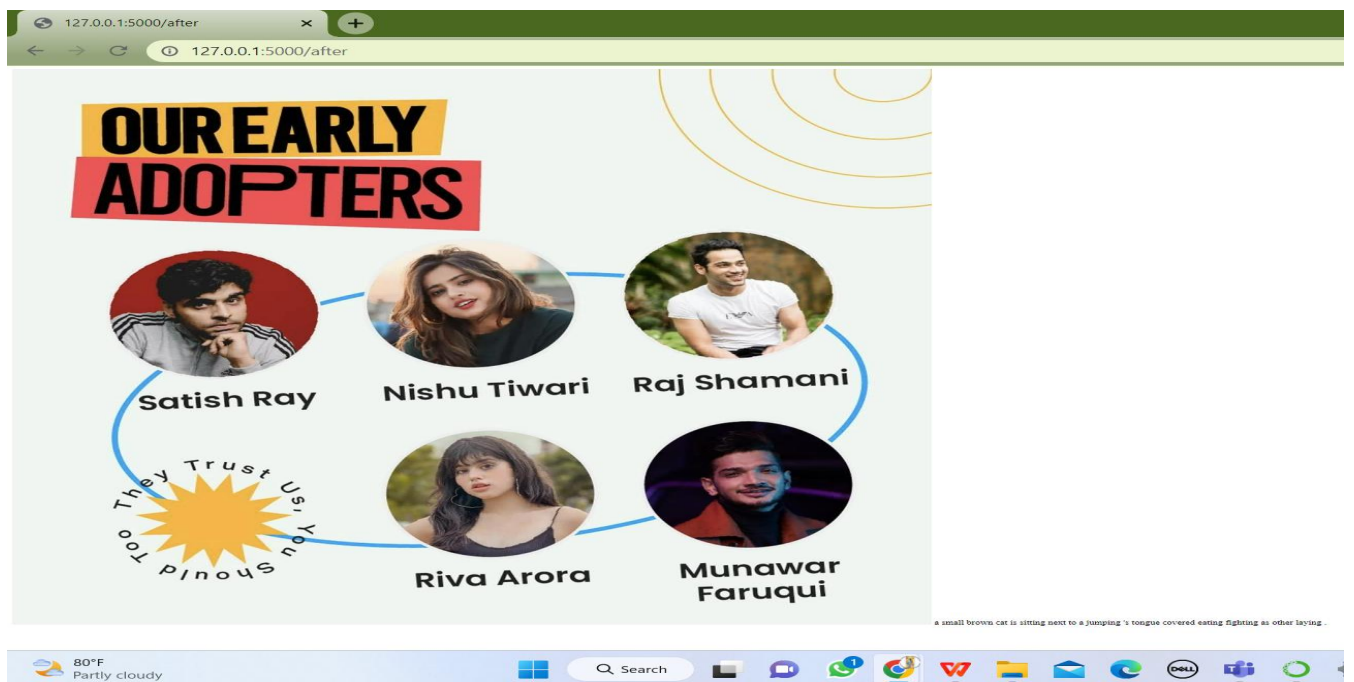 127.0.0.1:5000/after
127.0.0.1:5000/after
OUR EARLY
ADOPTERS
Satish Ray
Nishu Tiwari
Raj Shamani
They Trust Us, You Should Too
Riva Arora
Munawar
Faruqui
a small brown cat is sitting next to a jumping 's tongue covered eating fighting as other laying .
80°F
Partly cloudy
Search
1
DELL